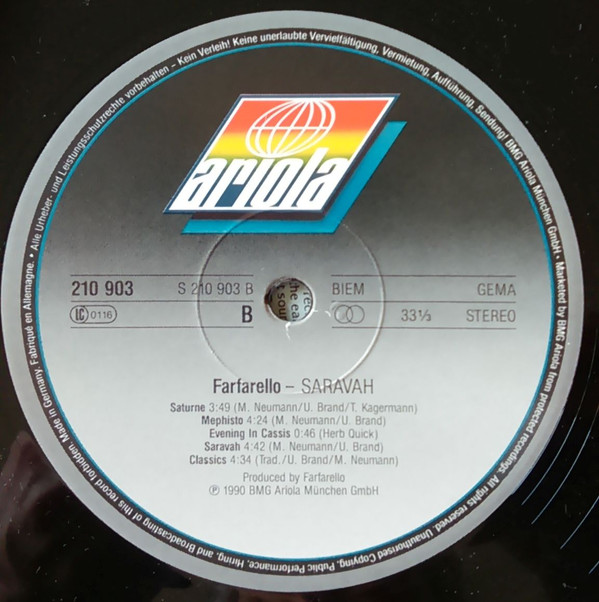 • Alle Urheber- und Leistungsschutzrechte vorbehalten – Kein Verleih! Keine unerlaubte Vervielfältigung, Vermietung, Aufführung, Sendung! BMG Ariola München GmbH • Marketed by BMG Ariola from protected recordings. All rights reserved. Unauthorised Copying, Public Performance, Hiring, and Broadcasting of this record forbidden. Made in Germany. Fabriqué en Allemagne.
ariola
210 903 S 210 903 B BIEM GEMA
LC 0116 B 33⅓ STEREO
Farfarello – SARAVAH
Saturne 3:49 (M. Neumann/U. Brand/T. Kagermann)
Mephisto 4:24 (M. Neumann/U. Brand)
Evening In Cassis 0:46 (Herb Quick)
Saravah 4:42 (M. Neumann/U. Brand)
Classics 4:34 (Trad./U. Brand/M. Neumann)
Produced by Farfarello
℗ 1990 BMG Ariola München GmbH